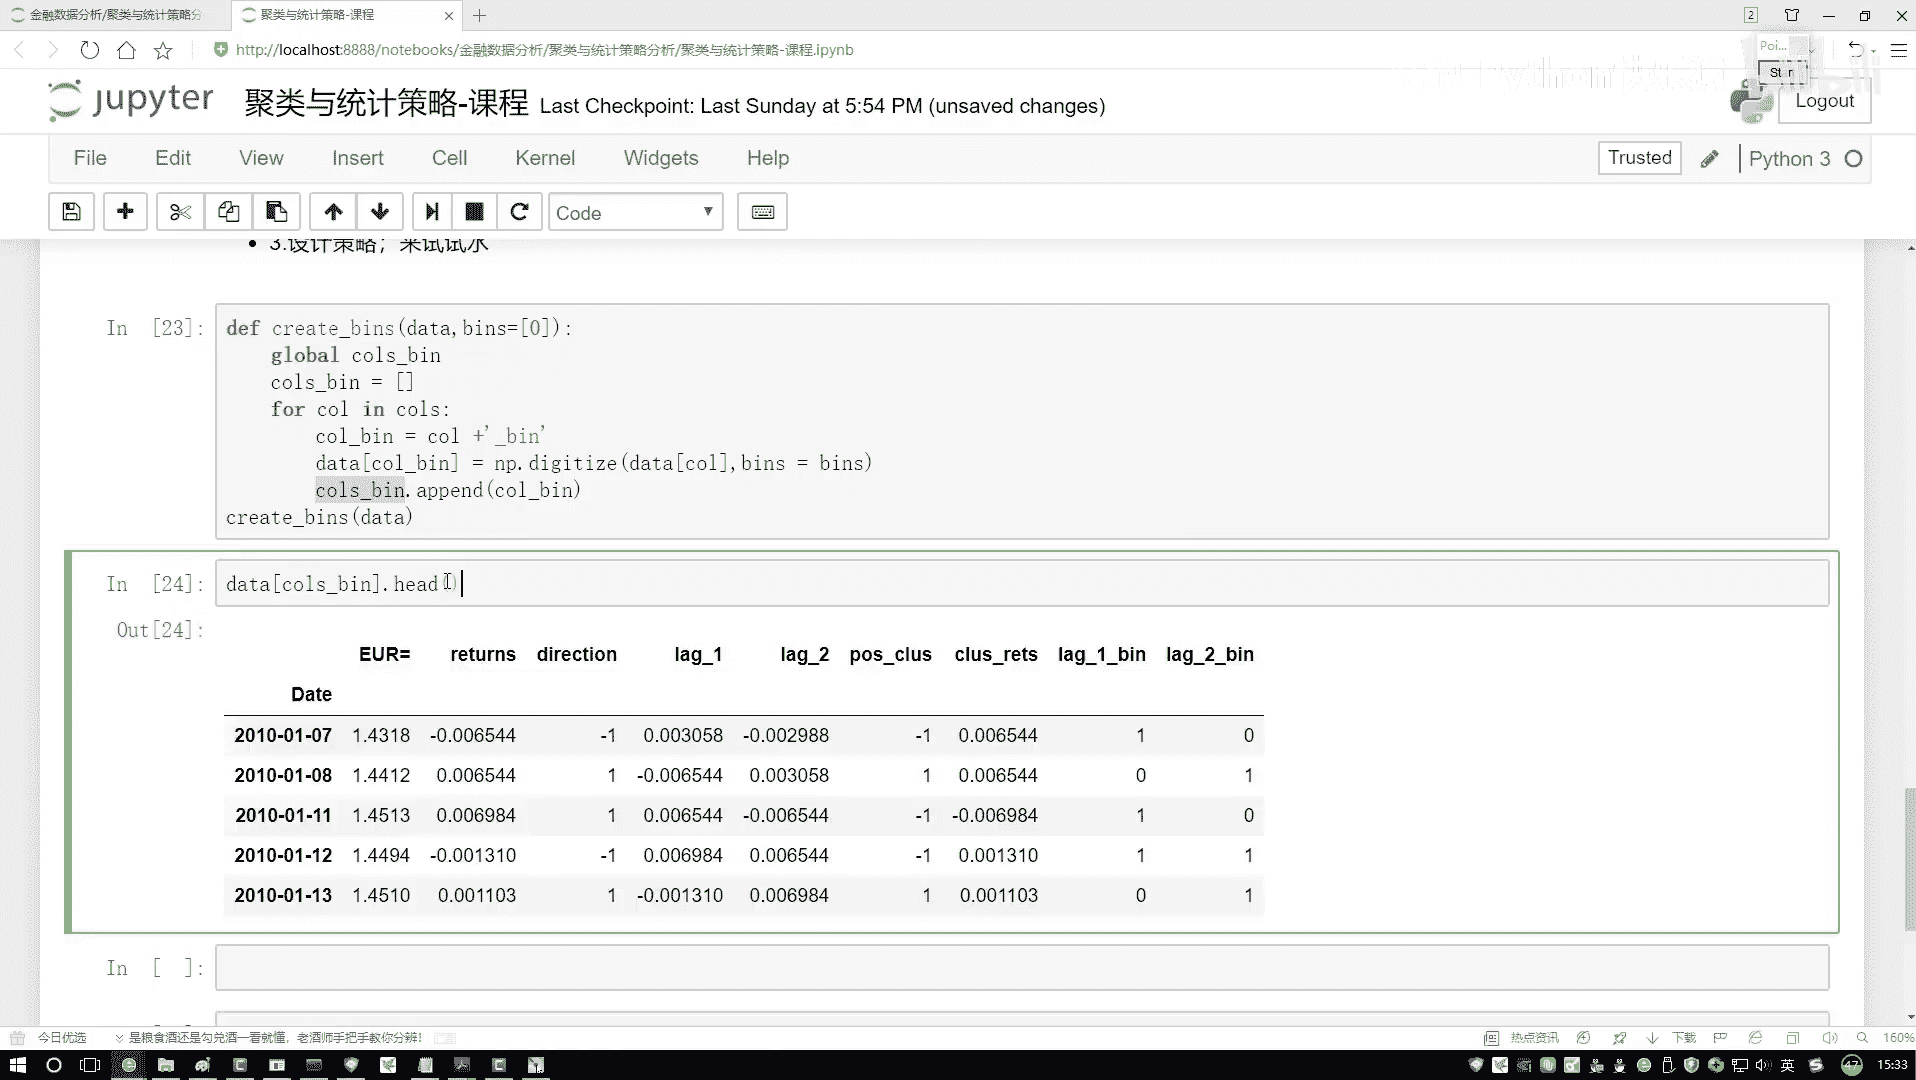 金融数据分析/聚类与统计策略分
聚类与统计策略-课程
2
http://localhost:8888/notebooks/金融数据分析/聚类与统计策略分析/聚类与统计策略-课程.ipynb
Poi...
jupyter 聚类与统计策略-课程 Last Checkpoint: Last Sunday at 5:54 PM (unsaved changes)
Logout
File Edit View Insert Cell Kernel Widgets Help
Trusted Python 3
Code
3.设计策略；来试试水
In [23]:
def create_bins(data,bins=[0]):
global cols_bin
cols_bin = []
for col in cols:
col_bin = col +'_bin'
data[col_bin] = np.digitize(data[col],bins = bins)
cols_bin.append(col_bin)
create_bins(data)
In [24]: data[cols_bin].head()
Out[24]:
EUR= returns direction lag_1 lag_2 pos_clus clus_rets lag_1_bin lag_2_bin
Date
2010-01-07 1.4318 -0.006544 -1 0.003058 -0.002988 -1 0.006544 1 0
2010-01-08 1.4412 0.006544 1 -0.006544 0.003058 1 0.006544 0 1
2010-01-11 1.4513 0.006984 1 0.006544 -0.006544 -1 -0.006984 1 0
2010-01-12 1.4494 -0.001310 -1 0.006984 0.006544 -1 0.001310 1 1
2010-01-13 1.4510 0.001103 1 -0.001310 0.006984 1 0.001103 0 1
In [ ]:
今日优选 是粮食酒还是勾兑酒一看就懂，老酒师手把手教你分辨！ 热点资讯 下载 160%
英 47 15:33